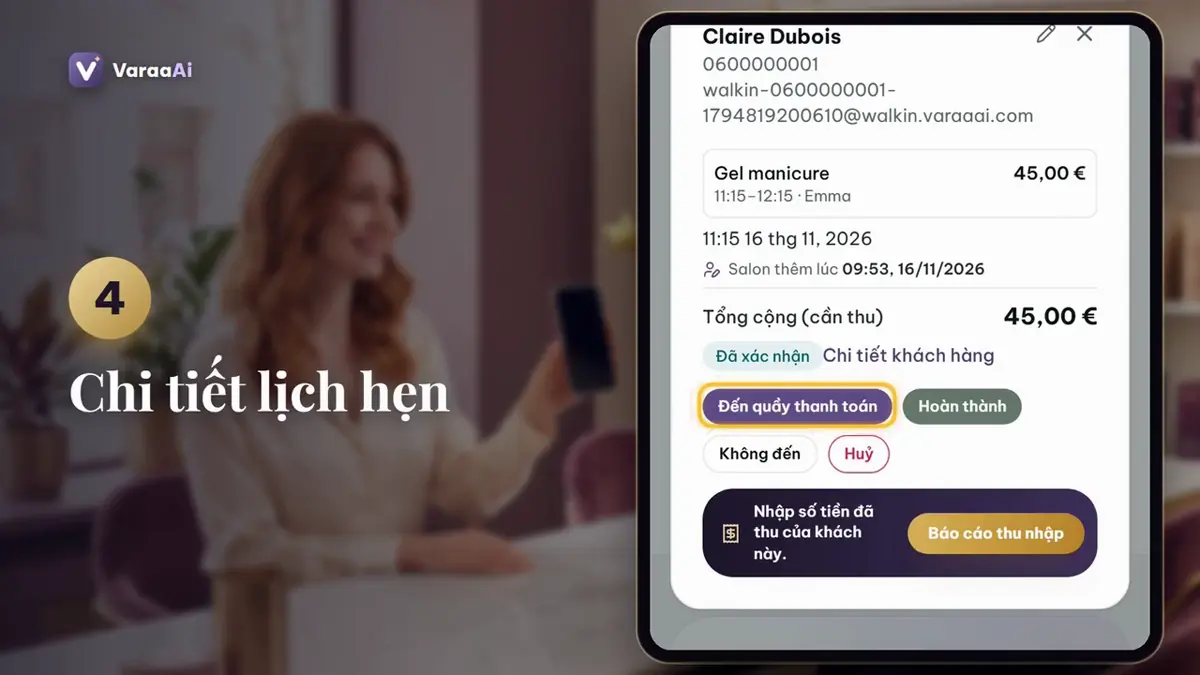 VaraaAi
4
Chi tiết lịch hẹn
Claire Dubois
0600000001
walkin-0600000001-
1794819200610@walkin.varaaai.com
Gel manicure 45,00 €
11:15–12:15 · Emma
11:15 16 thg 11, 2026
Salon thêm lúc 09:53, 16/11/2026
Tổng cộng (cần thu) 45,00 €
Đã xác nhận Chi tiết khách hàng
Đến quầy thanh toán Hoàn thành
Không đến Huỷ
Nhập số tiền đã
thu của khách
này.
Báo cáo thu nhập